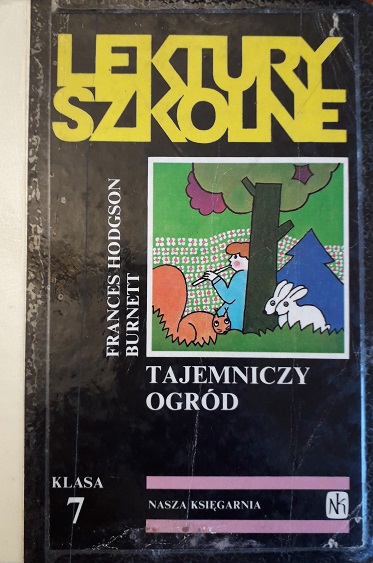 LEKTURY
SZKOLNE
FRANCES HODGSON
BURNETT
TAJEMNICZY
OGRÓD
KLASA
7
NASZA KSIĘGARNIA
NK